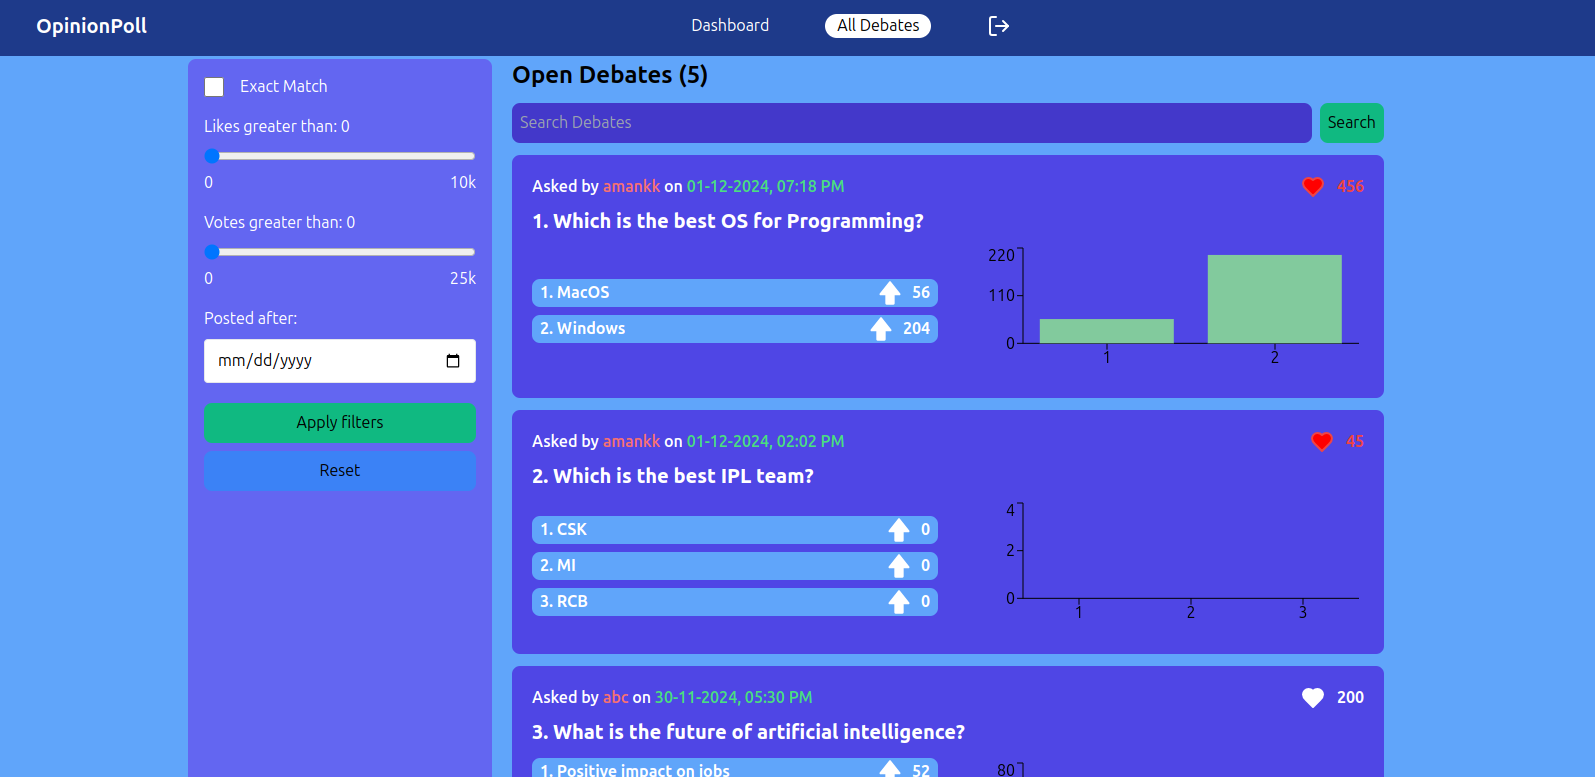 OpinionPoll
Dashboard
All Debates
Exact Match
Likes greater than: 0
0 10k
Votes greater than: 0
0 25k
Posted after:
mm/dd/yyyy
Apply filters
Reset
Open Debates (5)
Search Debates
Search
Asked by amankk on 01-12-2024, 07:18 PM
456
1. Which is the best OS for Programming?
1. MacOS 56
2. Windows 204
220
110
0
1 2
Asked by amankk on 01-12-2024, 02:02 PM
45
2. Which is the best IPL team?
1. CSK 0
2. MI 0
3. RCB 0
4
2
0
1 2 3
Asked by abc on 30-11-2024, 05:30 PM
200
3. What is the future of artificial intelligence?
1. Positive impact on jobs 52
80